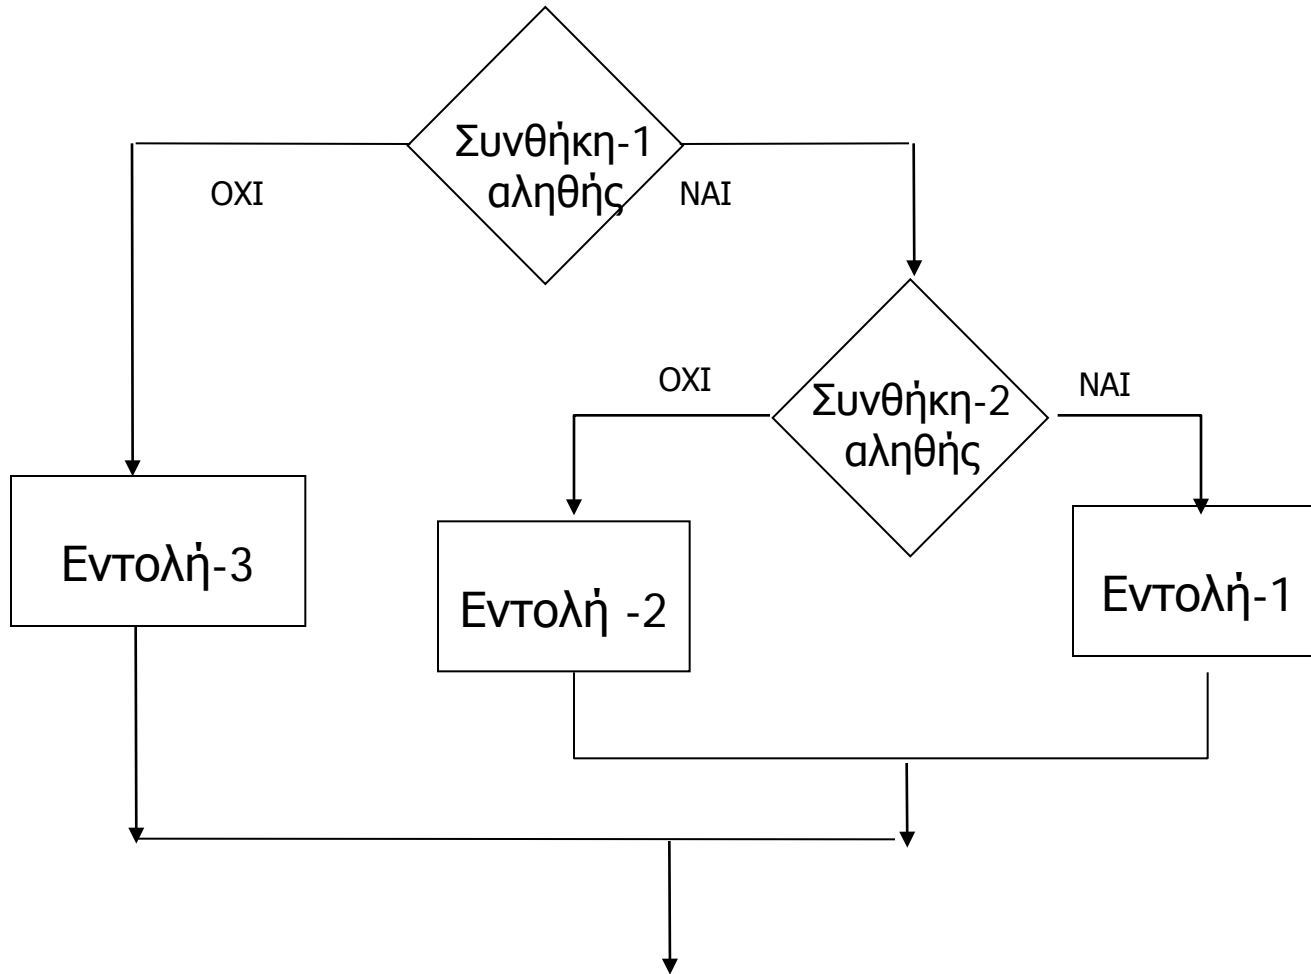 Συνθήκη-1
αληθής
ΟΧΙ
ΝΑΙ
ΟΧΙ
ΝΑΙ
Συνθήκη-2
αληθής
Εντολή-3
Εντολή -2
Εντολή-1